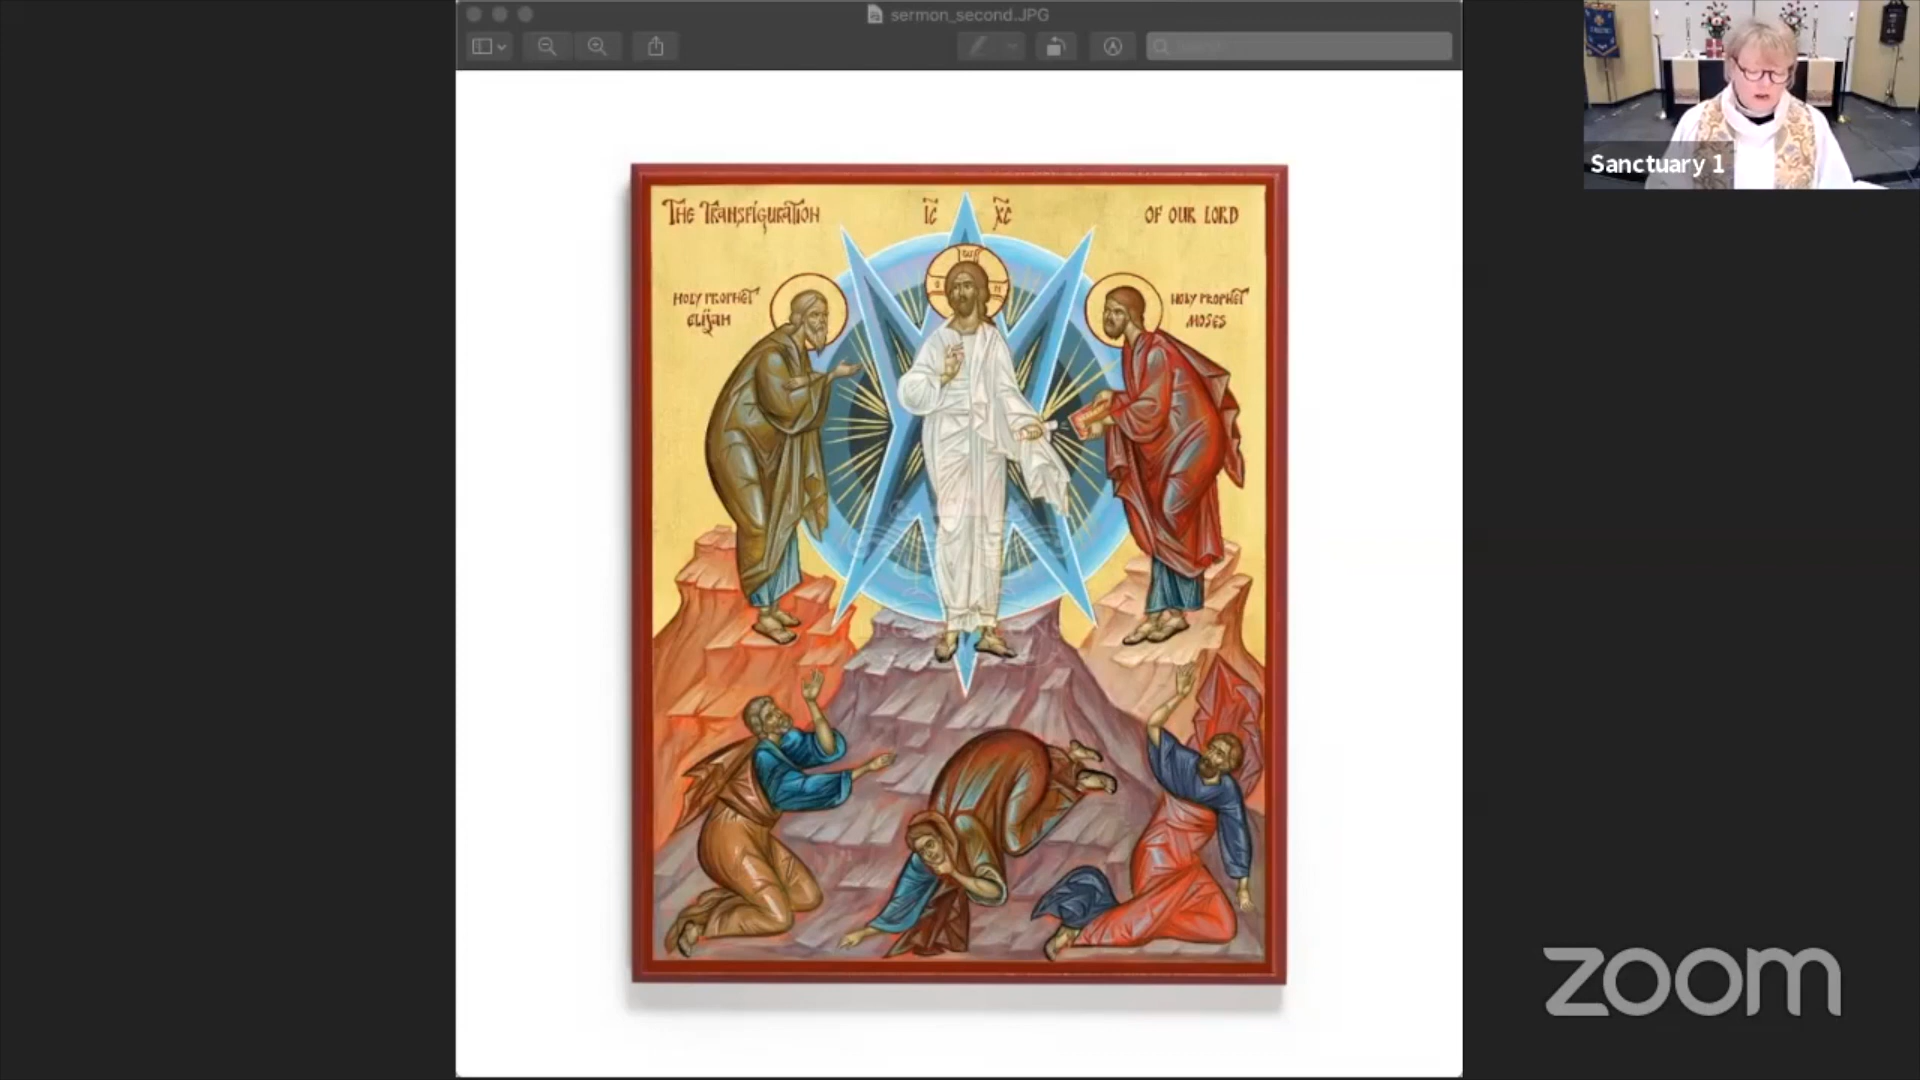 sermon_second.JPG
Sanctuary 1
THE TRANSFIGURATION
IC XC
OF OUR LORD
HOLY PROPHET
ELIJAH
HOLY PROPHET
MOSES
zoom